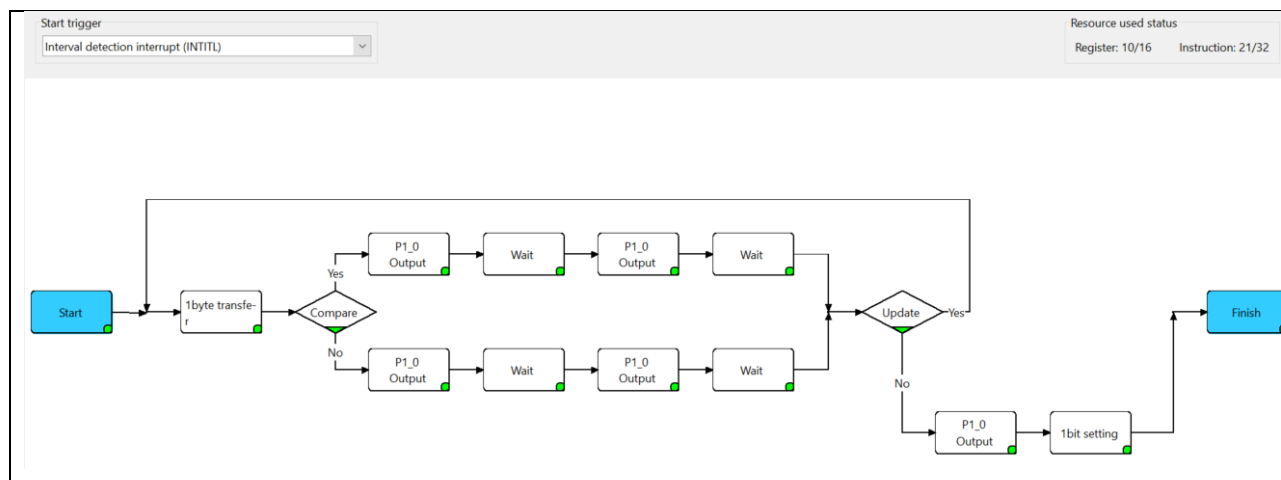 Start trigger
Interval detection interrupt (INTITL)
Resource used status
Register: 10/16 Instruction: 21/32
Start
1byte transfe-
r
Compare
Yes
P1_0
Output
Wait
P1_0
Output
Wait
No
P1_0
Output
Wait
P1_0
Output
Wait
Update
Yes
No
P1_0
Output
1bit setting
Finish